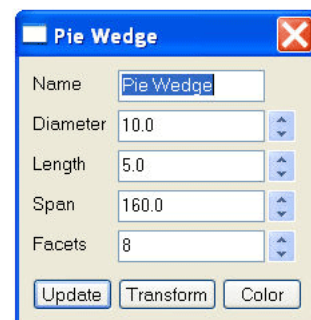 Pie Wedge
Name Pie Wedge
Diameter 10.0
Length 5.0
Span 160.0
Facets 8
Update Transform Color